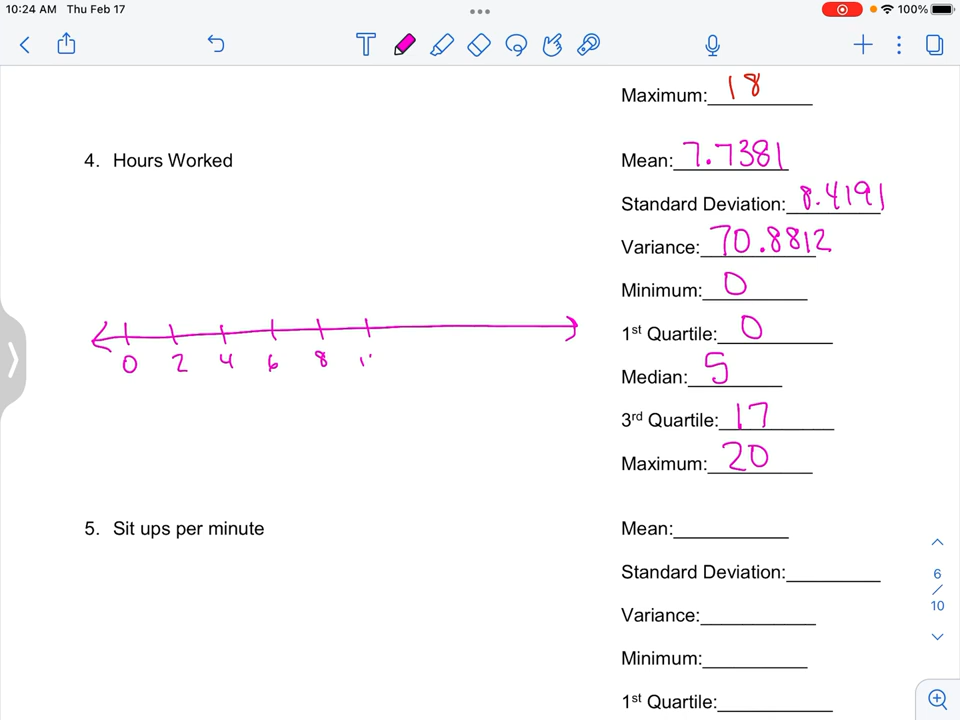 10:24 AM Thu Feb 17
100%
Maximum: 18
4. Hours Worked
Mean: 7.7381
Standard Deviation: 8.4191
Variance: 70.8812
Minimum: 0
1st Quartile: 0
Median: 5
3rd Quartile: 17
Maximum: 20
0 2 4 6 8
5. Sit ups per minute
Mean:
Standard Deviation:
Variance:
Minimum:
1st Quartile:
6
/
10